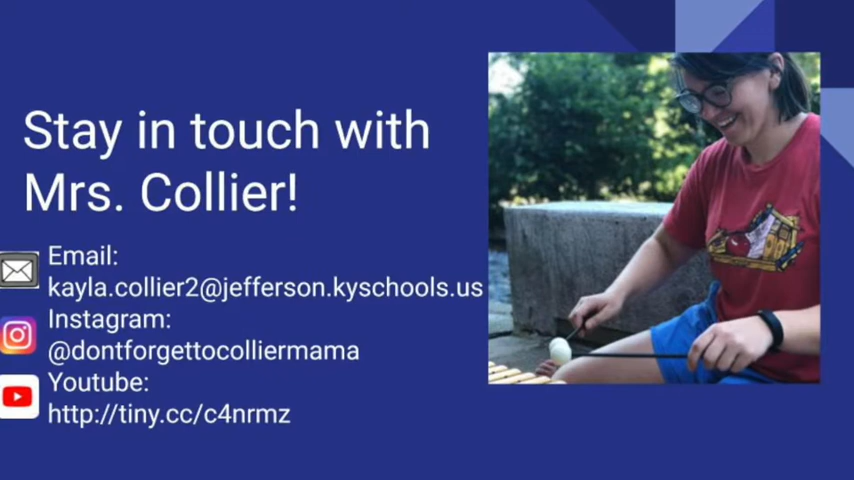 Stay in touch with
Mrs. Collier!
Email:
kayla.collier2@jefferson.kyschools.us
Instagram:
@dontforgettocolliermama
Youtube:
http://tiny.cc/c4nrmz